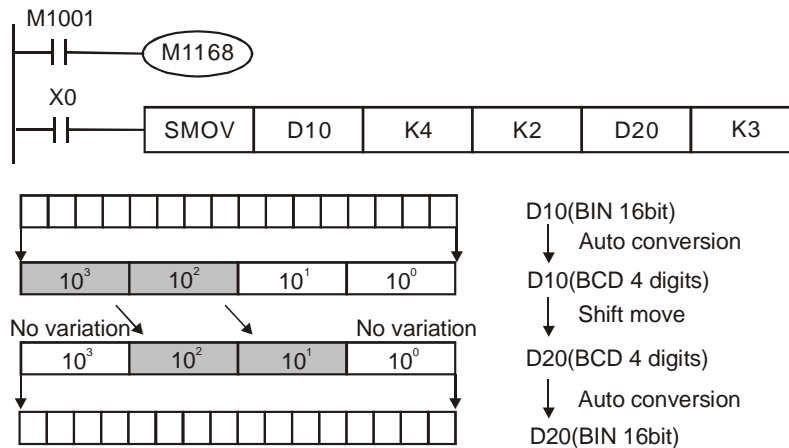 M1001
M1168
X0
SMOV D10 K4 K2 D20 K3
D10(BIN 16bit)
Auto conversion
10³ 10² 10¹ 10⁰
D10(BCD 4 digits)
Shift move
No variation No variation
10³ 10² 10¹ 10⁰
D20(BCD 4 digits)
Auto conversion
D20(BIN 16bit)